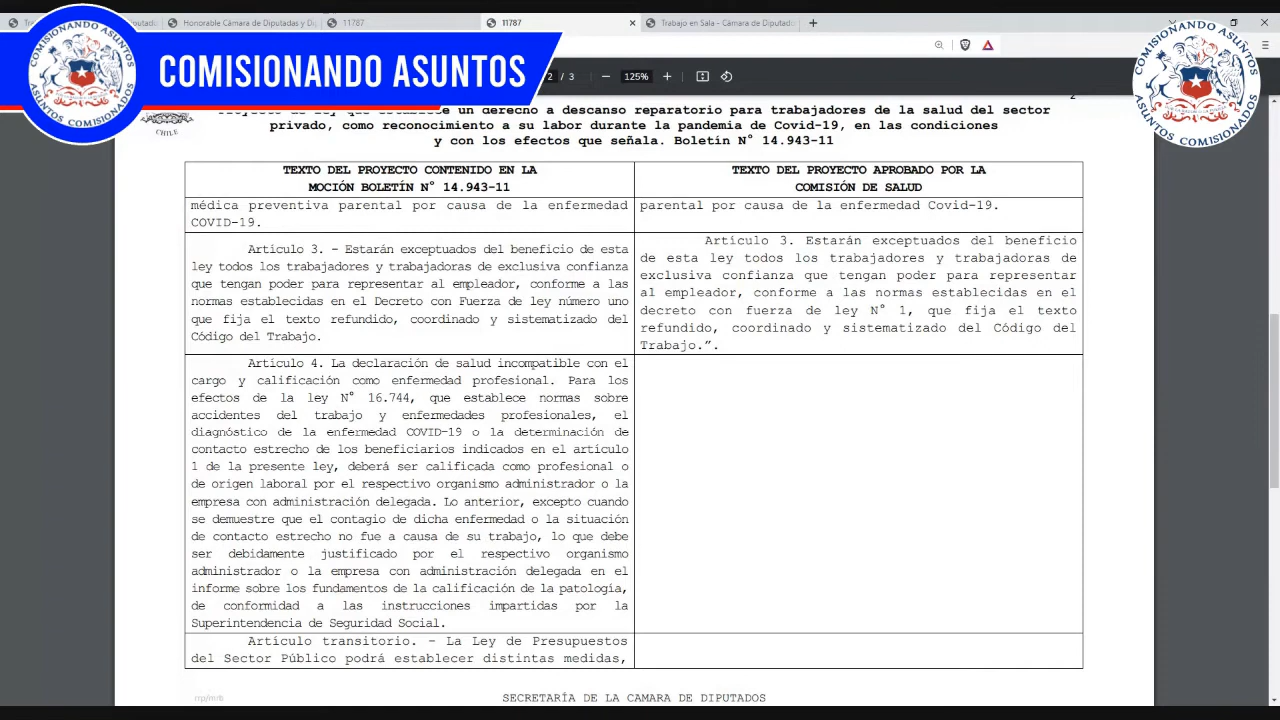 Honorable Cámara de Diputadas y Di
11787
11787
Trabajo en Sala - Cámara de Diputado
COMISIONANDO ASUNTOS
COMISIONANDO ASUNTOS
ASUNTOS COMISIONADOS
COMISIONANDO ASUNTOS
ASUNTOS COMISIONADOS
2 / 3
125%
2
CHILE
un derecho a descanso reparatorio para trabajadores de la salud del sector
privado, como reconocimiento a su labor durante la pandemia de Covid-19, en las condiciones
y con los efectos que señala. Boletín N° 14.943-11
TEXTO DEL PROYECTO CONTENIDO EN LA
MOCIÓN BOLETÍN N° 14.943-11
TEXTO DEL PROYECTO APROBADO POR LA
COMISIÓN DE SALUD
médica preventiva parental por causa de la enfermedad
COVID-19.
parental por causa de la enfermedad Covid-19.
Artículo 3. - Estarán exceptuados del beneficio de esta
ley todos los trabajadores y trabajadoras de exclusiva confianza
que tengan poder para representar al empleador, conforme a las
normas establecidas en el Decreto con Fuerza de ley número uno
que fija el texto refundido, coordinado y sistematizado del
Código del Trabajo.
Artículo 3. Estarán exceptuados del beneficio
de esta ley todos los trabajadores y trabajadoras de
exclusiva confianza que tengan poder para representar
al empleador, conforme a las normas establecidas en el
decreto con fuerza de ley N° 1, que fija el texto
refundido, coordinado y sistematizado del Código del
Trabajo.”.
Artículo 4. La declaración de salud incompatible con el
cargo y calificación como enfermedad profesional. Para los
efectos de la ley N° 16.744, que establece normas sobre
accidentes del trabajo y enfermedades profesionales, el
diagnóstico de la enfermedad COVID-19 o la determinación de
contacto estrecho de los beneficiarios indicados en el artículo
1 de la presente ley, deberá ser calificada como profesional o
de origen laboral por el respectivo organismo administrador o la
empresa con administración delegada. Lo anterior, excepto cuando
se demuestre que el contagio de dicha enfermedad o la situación
de contacto estrecho no fue a causa de su trabajo, lo que debe
ser debidamente justificado por el respectivo organismo
administrador o la empresa con administración delegada en el
informe sobre los fundamentos de la calificación de la patología,
de conformidad a las instrucciones impartidas por la
Superintendencia de Seguridad Social.
Artículo transitorio. - La Ley de Presupuestos
del Sector Público podrá establecer distintas medidas,
rrp/mrb
SECRETARÍA DE LA CAMARA DE DIPUTADOS